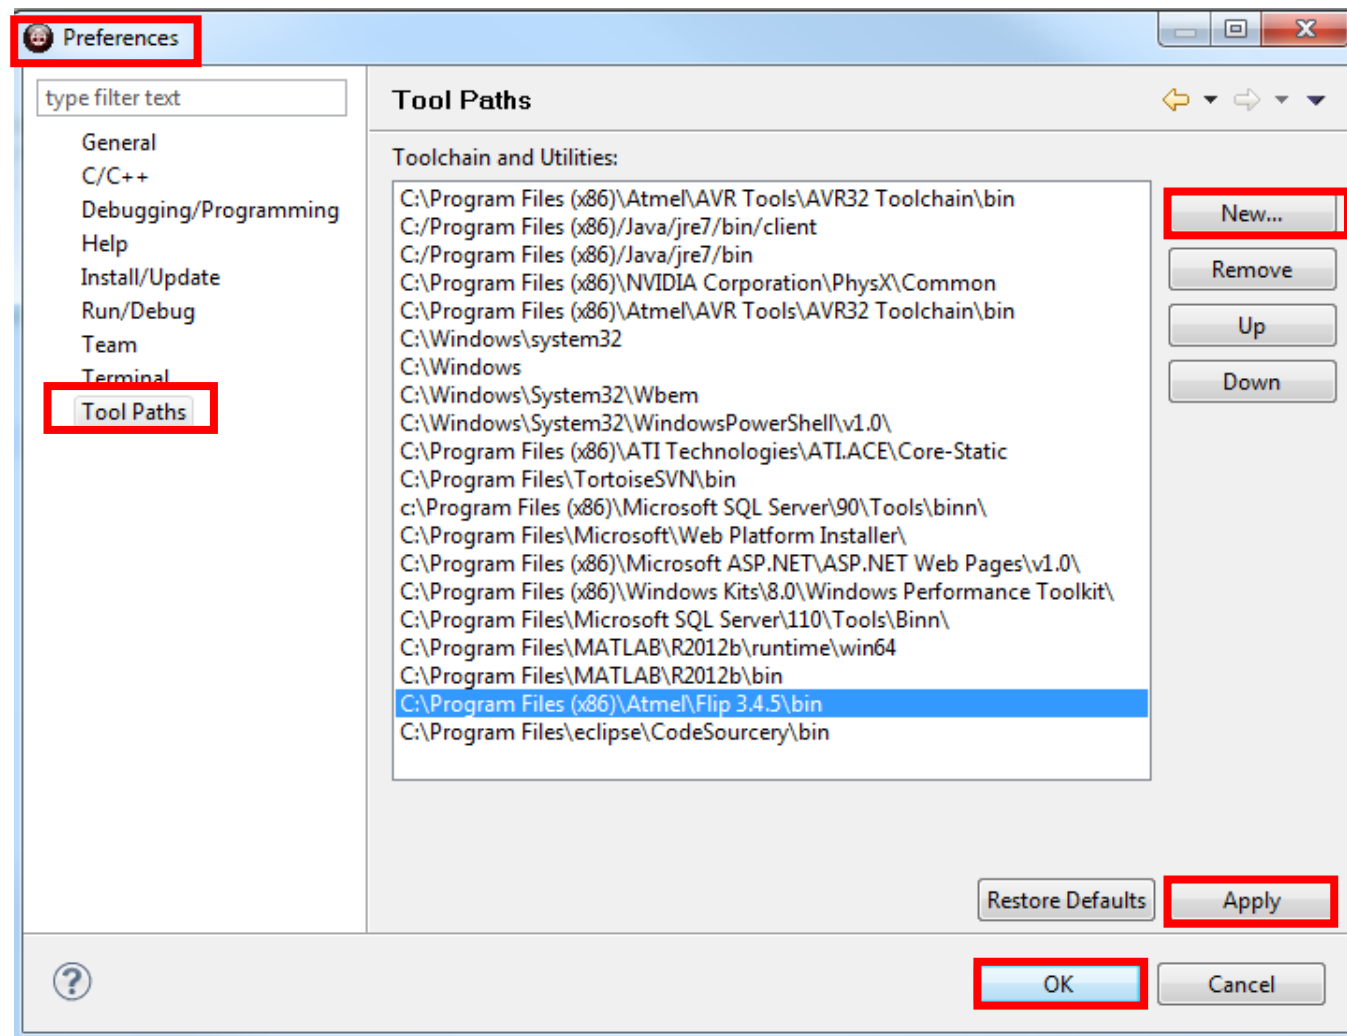 Preferences
type filter text
General
C/C++
Debugging/Programming
Help
Install/Update
Run/Debug
Team
Terminal
Tool Paths
Tool Paths
Toolchain and Utilities:
C:\Program Files (x86)\Atmel\AVR Tools\AVR32 Toolchain\bin
C:/Program Files (x86)/Java/jre7/bin/client
C:/Program Files (x86)/Java/jre7/bin
C:\Program Files (x86)\NVIDIA Corporation\PhysX\Common
C:\Program Files (x86)\Atmel\AVR Tools\AVR32 Toolchain\bin
C:\Windows\system32
C:\Windows
C:\Windows\System32\Wbem
C:\Windows\System32\WindowsPowerShell\v1.0\
C:\Program Files (x86)\ATI Technologies\ATI.ACE\Core-Static
C:\Program Files\TortoiseSVN\bin
c:\Program Files (x86)\Microsoft SQL Server\90\Tools\binn\
C:\Program Files\Microsoft\Web Platform Installer\
C:\Program Files (x86)\Microsoft ASP.NET\ASP.NET Web Pages\v1.0\
C:\Program Files (x86)\Windows Kits\8.0\Windows Performance Toolkit\
C:\Program Files\Microsoft SQL Server\110\Tools\Binn\
C:\Program Files\MATLAB\R2012b\runtime\win64
C:\Program Files\MATLAB\R2012b\bin
C:\Program Files (x86)\Atmel\Flip 3.4.5\bin
C:\Program Files\eclipse\CodeSourcery\bin
New...
Remove
Up
Down
Restore Defaults
Apply
?
OK
Cancel